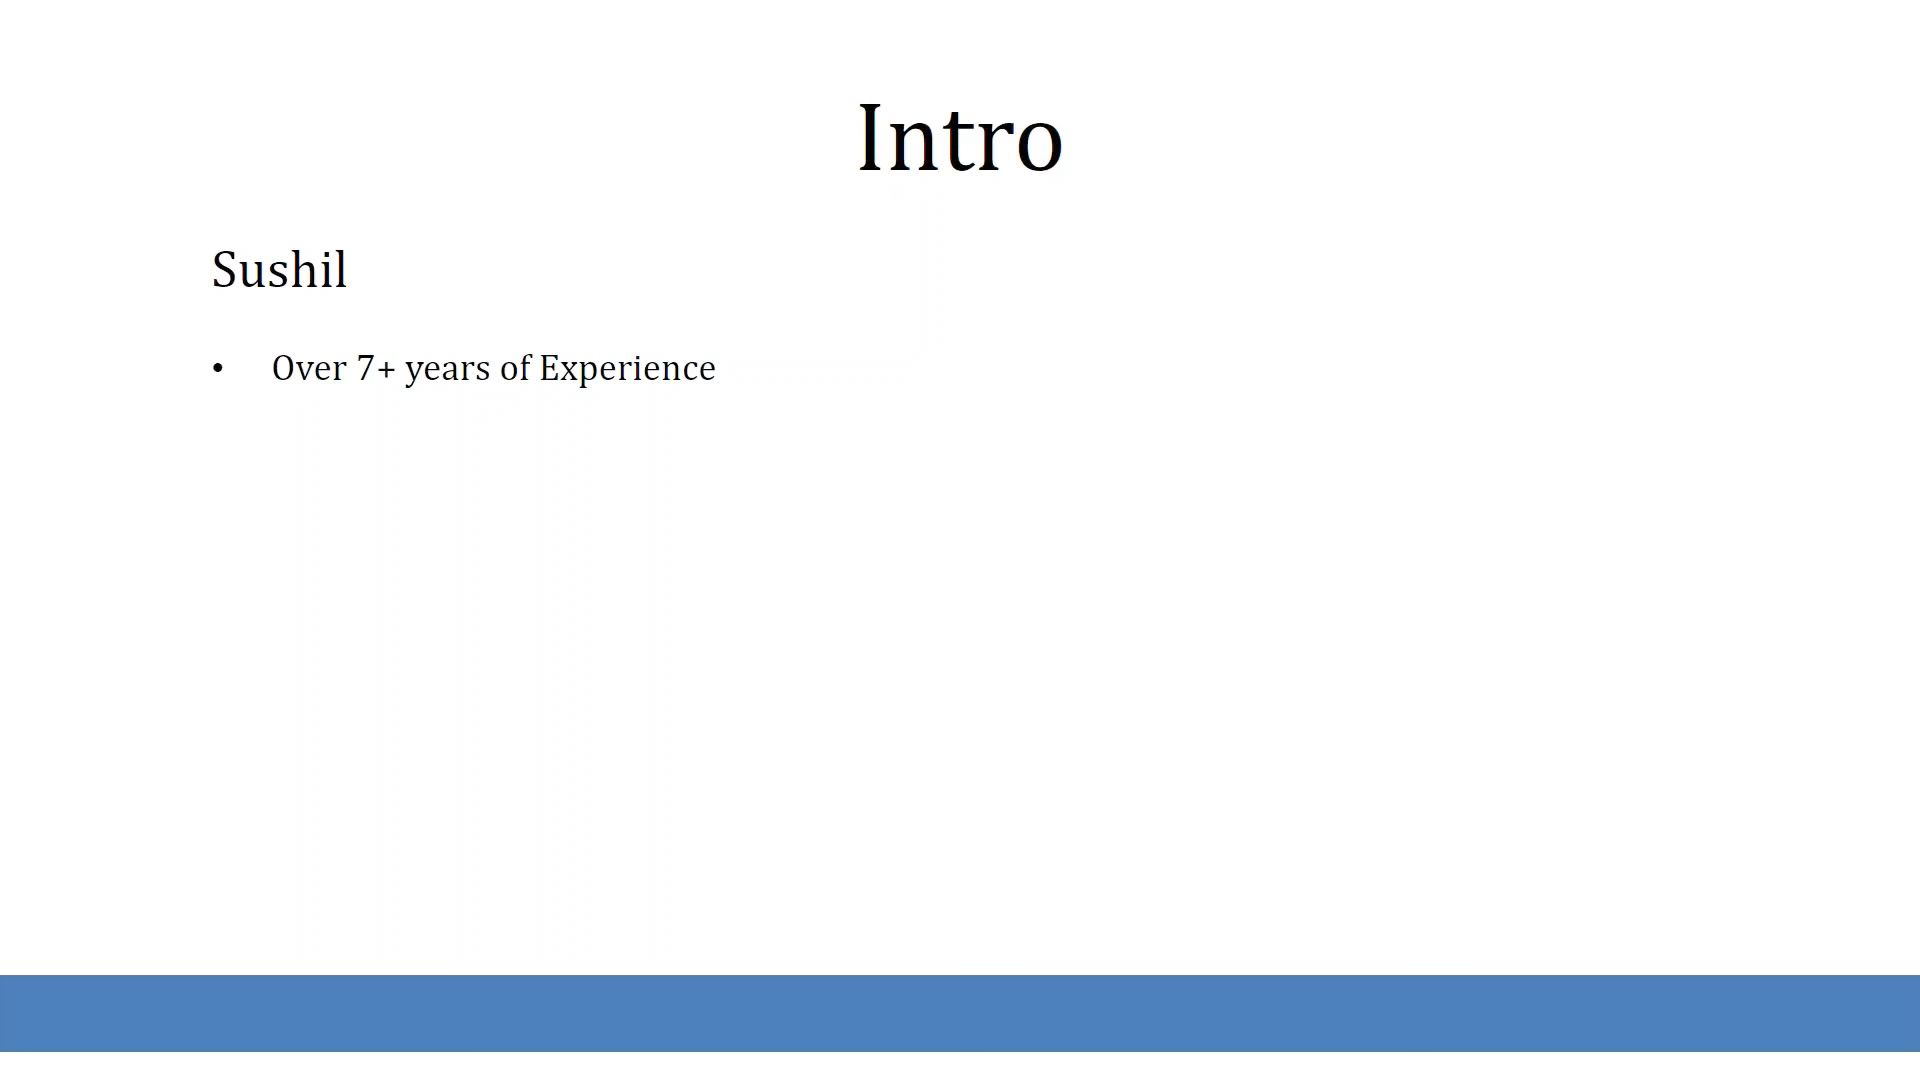 Intro
Sushil
• Over 7+ years of Experience